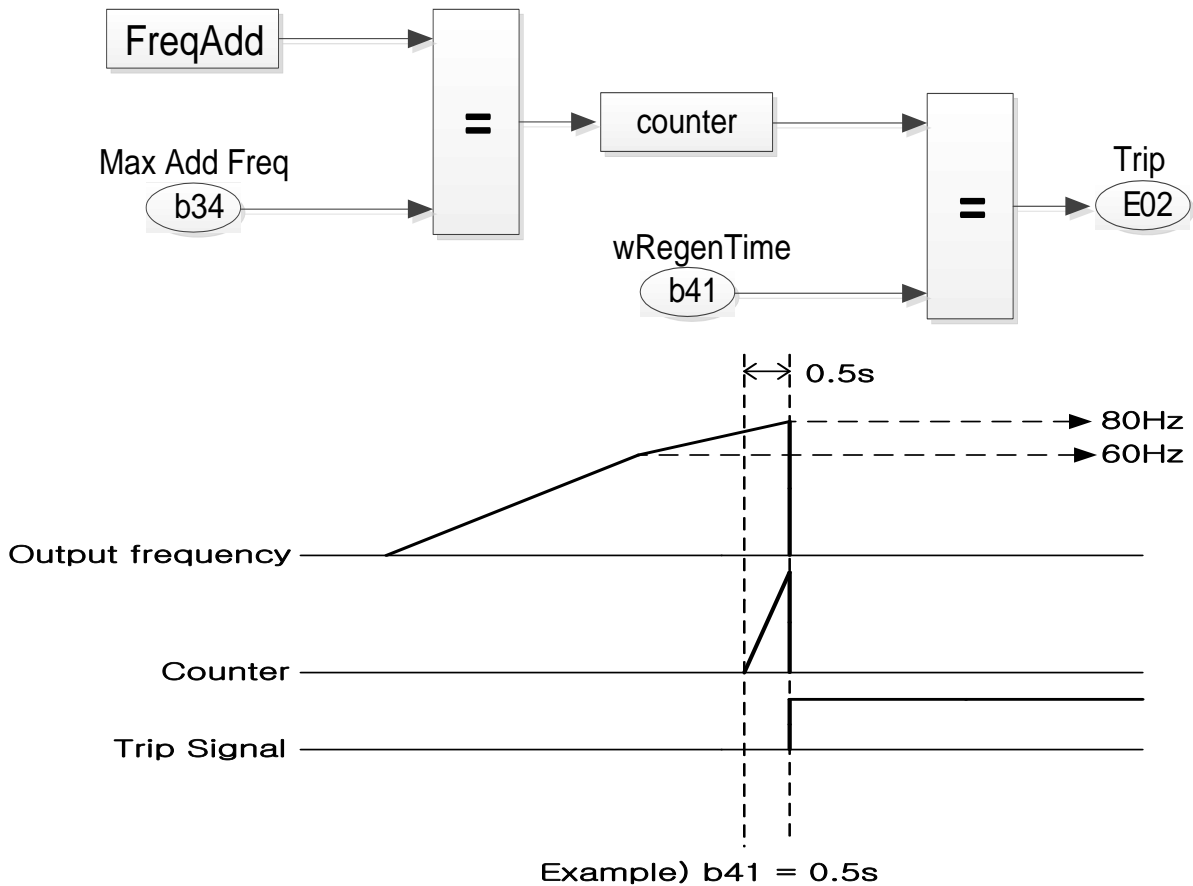 FreqAdd
=
counter
Max Add Freq
b34
Trip
E02
=
wRegenTime
b41
0.5s
80Hz
60Hz
Output frequency
Counter
Trip Signal
Example) b41 = 0.5s